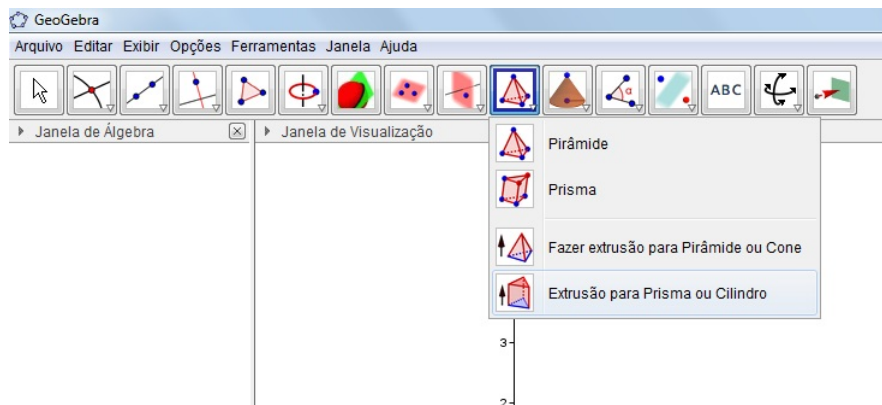 GeoGebra
Arquivo Editar Exibir Opções Ferramentas Janela Ajuda
α
ABC
Janela de Álgebra
Janela de Visualização
Pirâmide
Prisma
Fazer extrusão para Pirâmide ou Cone
Extrusão para Prisma ou Cilindro
3
2